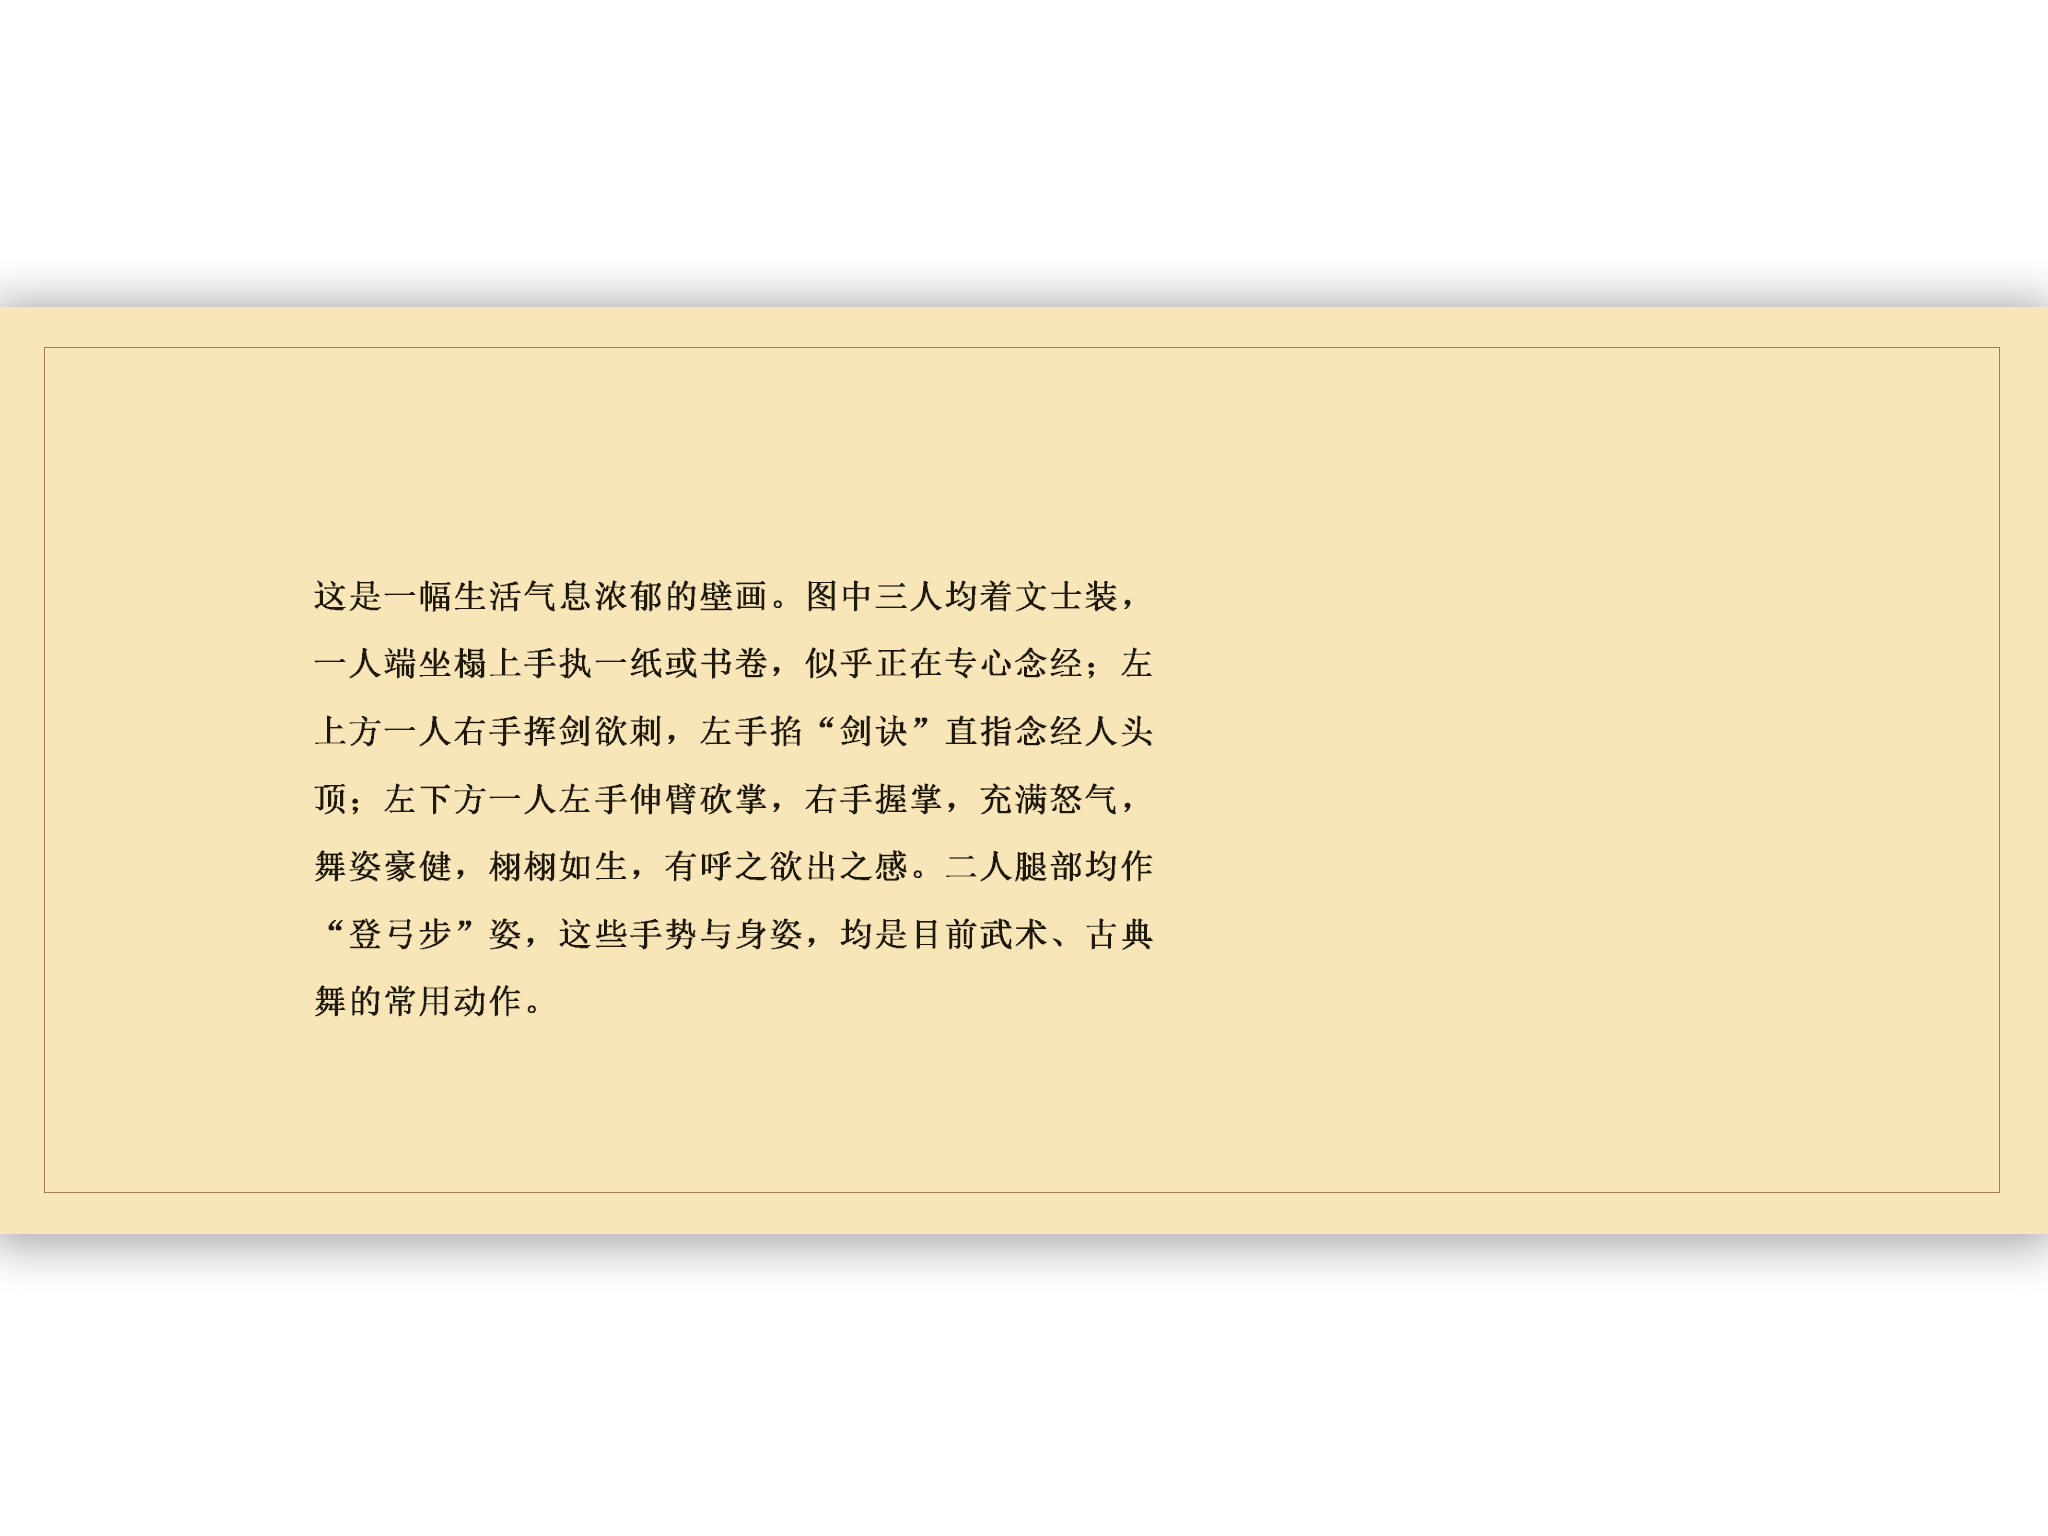 这是一幅生活气息浓郁的壁画。图中三人均着文士装，
一人端坐榻上手执一纸或书卷，似乎正在专心念经；左
上方一人右手挥剑欲刺，左手掐“剑诀”直指念经人头
顶；左下方一人左手伸臂砍掌，右手握掌，充满怒气，
舞姿豪健，栩栩如生，有呼之欲出之感。二人腿部均作
“登弓步”姿，这些手势与身姿，均是目前武术、古典
舞的常用动作。